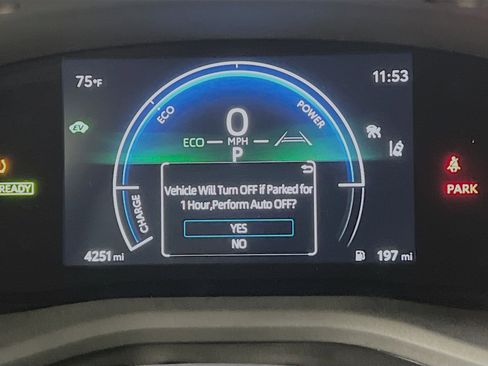 75°F
11:53
ECO
POWER
EV
0
ECO
MPH
P
READY
PARK
CHARGE
Vehicle Will Turn OFF if Parked for
1 Hour,Perform Auto OFF?
YES
NO
4251 mi
197 mi